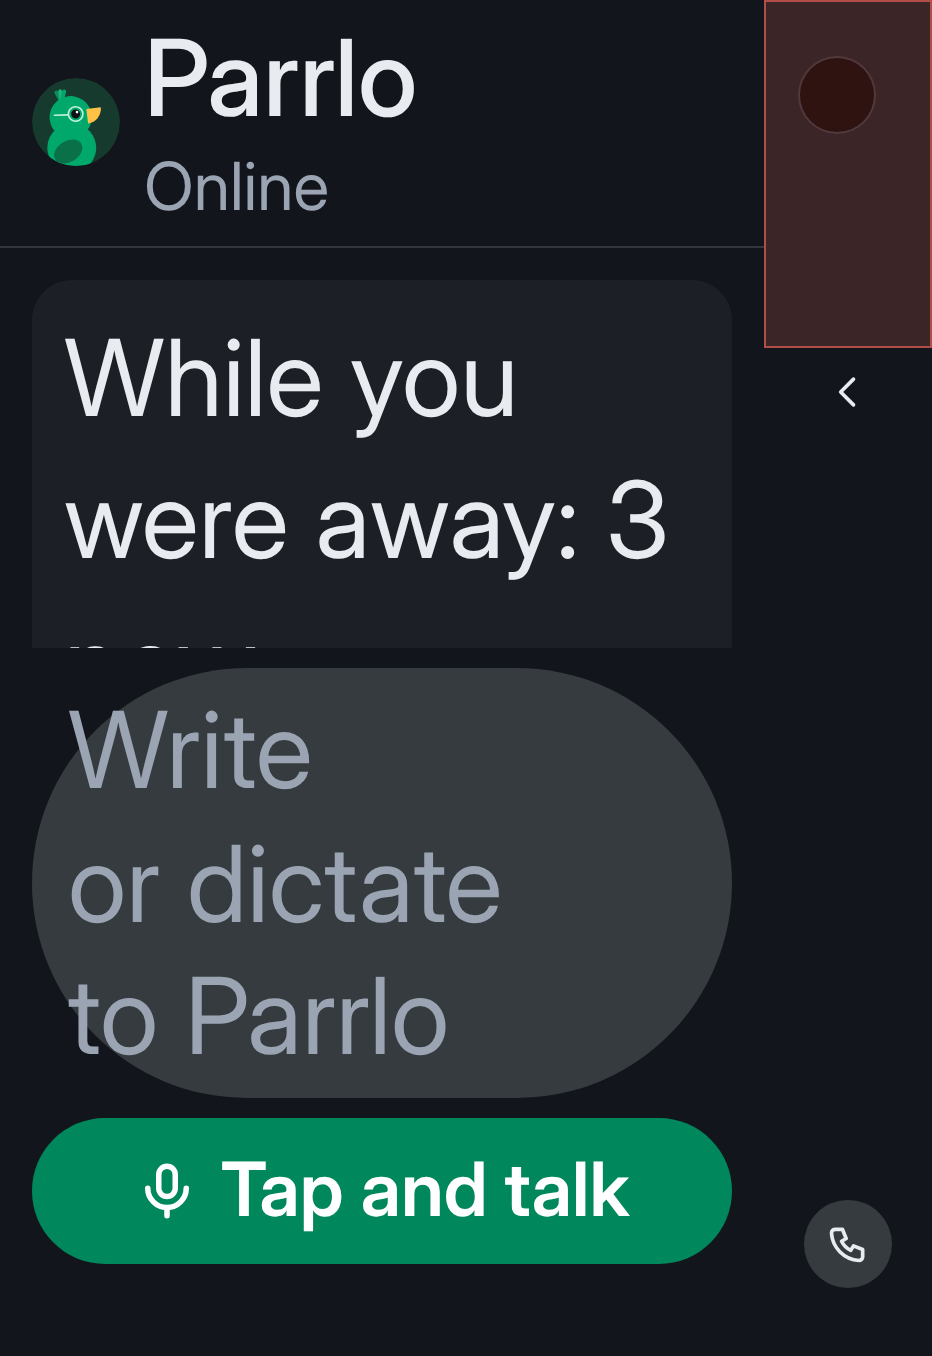 Parrlo
Online
While you
were away: 3
Write
or dictate
to Parrlo
Tap and talk